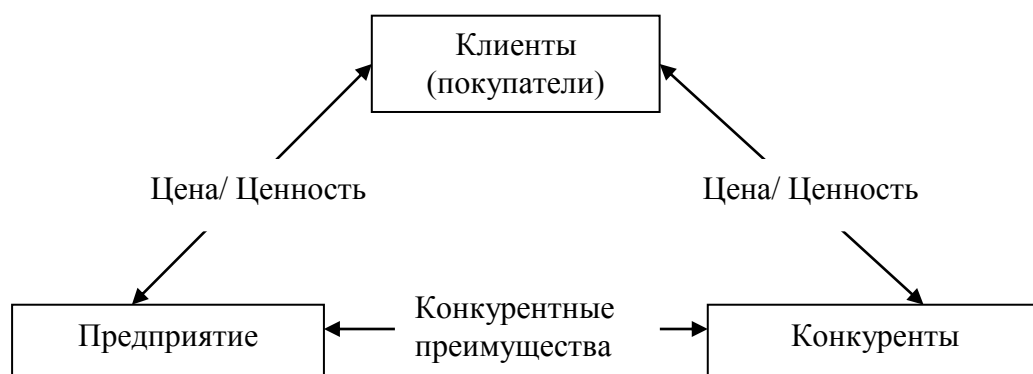 Клиенты
(покупатели)
Цена/ Ценность
Цена/ Ценность
Предприятие
Конкурентные
преимущества
Конкуренты